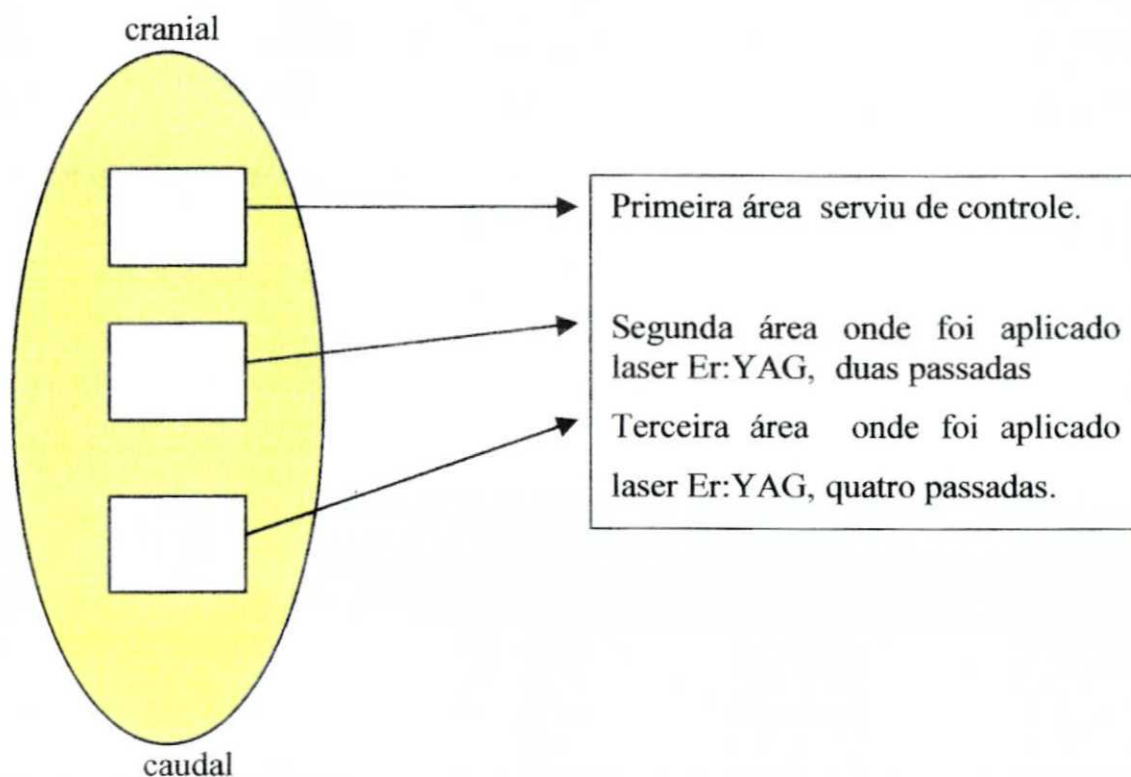 cranial
Primeira área serviu de controle.
Segunda área onde foi aplicado
laser Er:YAG, duas passadas
Terceira área onde foi aplicado
laser Er:YAG, quatro passadas.
caudal